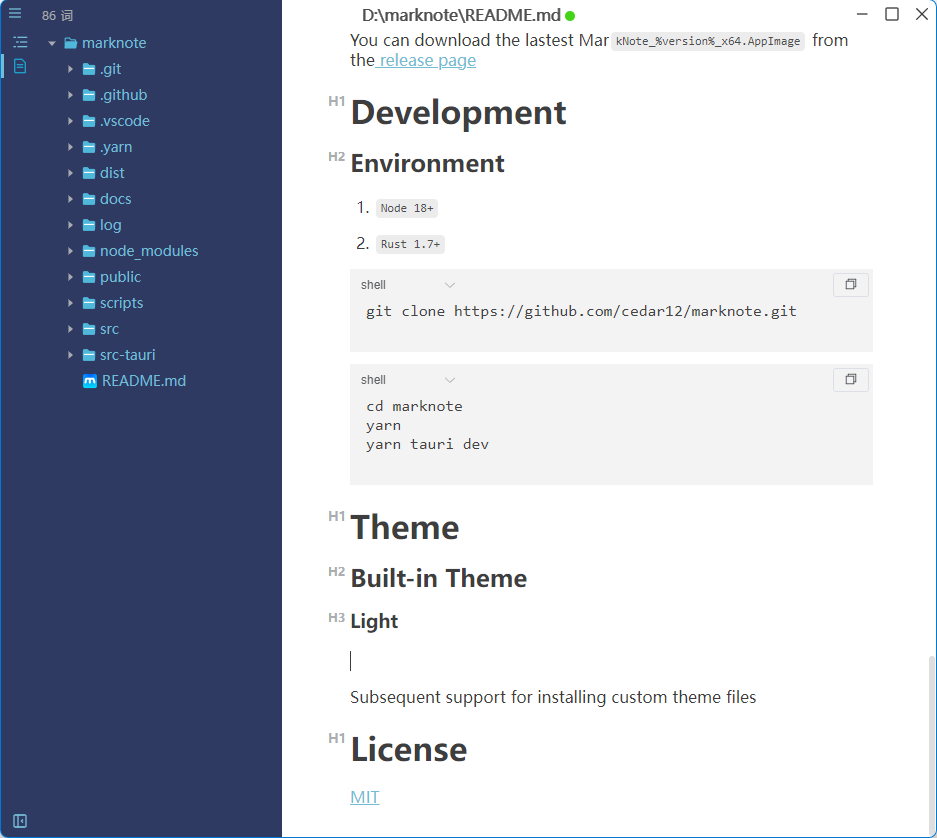 86 词
D:\marknote\README.md
marknote
.git
.github
.vscode
.yarn
dist
docs
log
node_modules
public
scripts
src
src-tauri
README.md
You can download the lastest Mar kNote_%version%_x64.AppImage from
the release page
H1 Development
H2 Environment
1. Node 18+
2. Rust 1.7+
shell
git clone https://github.com/cedar12/marknote.git
shell
cd marknote
yarn
yarn tauri dev
H1 Theme
H2 Built-in Theme
H3 Light
Subsequent support for installing custom theme files
H1 License
MIT